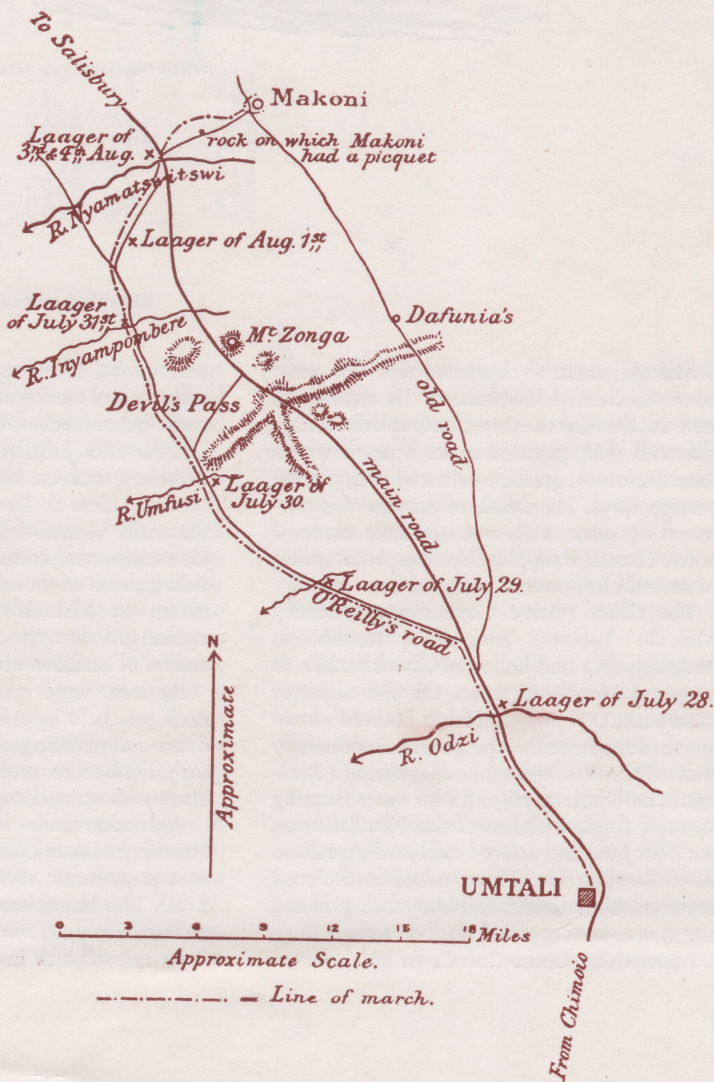 To Salisbury
Makoni
Laager of
3rd & 4th Aug.
rock on which Makoni
had a picquet
R. Nyamatswitswi
Laager of Aug. 1st
Laager
of July 31st
R. Inyampombere
Mt. Zonga
Dafunia's
Devil's Pass
old road
main road
Laager of
July 30.
R. Umfusi
Laager of July 29.
O'Reilly's road
N
Approximate
Laager of July 28.
R. Odzi
UMTALI
0 3 6 9 12 15 18 Miles
Approximate Scale.
Line of march.
From Chimoio